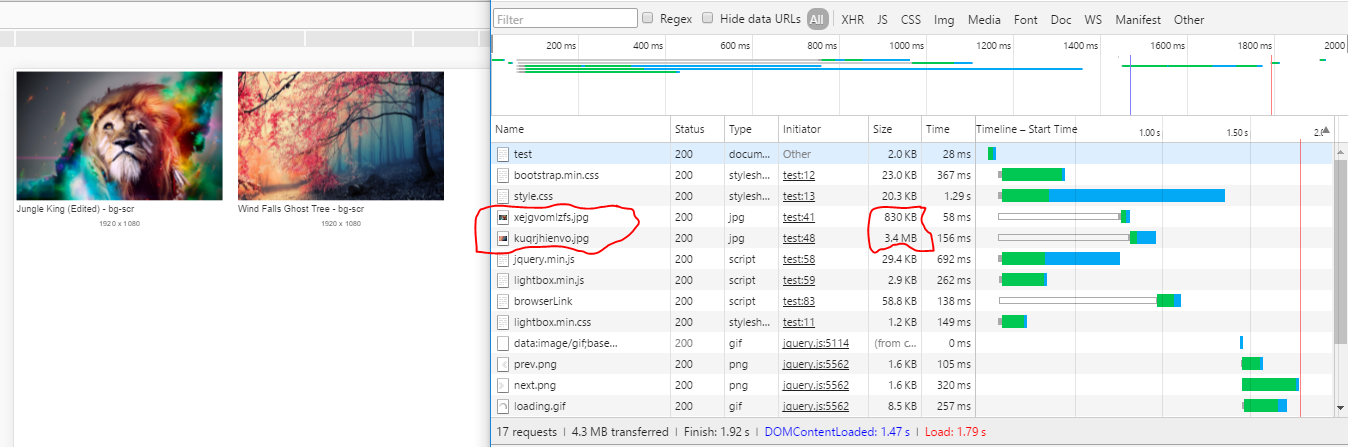 Filter Regex Hide data URLs All XHR JS CSS Img Media Font Doc WS Manifest Other
200 ms 400 ms 600 ms 800 ms 1000 ms 1200 ms 1400 ms 1600 ms 1800 ms 2000
Name Status Type Initiator Size Time Timeline – Start Time 1.00 s 1.50 s 2.0
test 200 docum... Other 2.0 KB 28 ms
bootstrap.min.css 200 stylesh... test:12 23.0 KB 367 ms
style.css 200 stylesh... test:13 20.3 KB 1.29 s
xejgvomlzfs.jpg 200 jpg test:41 830 KB 58 ms
kuqrjhienvo.jpg 200 jpg test:48 3.4 MB 156 ms
jquery.min.js 200 script test:58 29.4 KB 692 ms
lightbox.min.js 200 script test:59 2.9 KB 262 ms
browserLink 200 script test:83 58.8 KB 138 ms
lightbox.min.css 200 stylesh... test:11 1.2 KB 149 ms
data:image/gif;base... 200 gif jquery.js:5114 (from c... 0 ms
prev.png 200 png jquery.js:5562 1.6 KB 105 ms
next.png 200 png jquery.js:5562 1.6 KB 320 ms
loading.gif 200 gif jquery.js:5562 8.5 KB 257 ms
17 requests | 4.3 MB transferred | Finish: 1.92 s | DOMContentLoaded: 1.47 s | Load: 1.79 s
Jungle King (Edited) - bg-scr
1920 x 1080
Wind Falls Ghost Tree - bg-scr
1920 x 1080